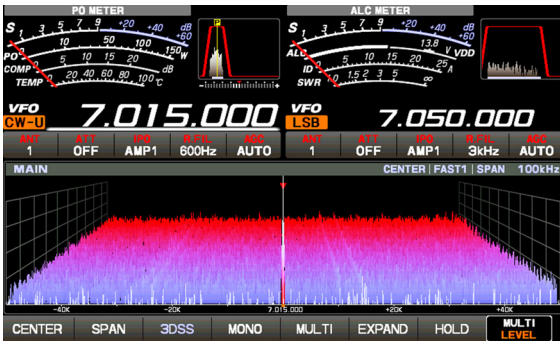 PO METER
ALC METER
S 1 3 5 7 9 +20 +40 +60 dB
S 1 3 5 7 9 +20 +40 +60 dB
PO 0 10 50 100 150 W
ALC 13.8 V VDD
COMP 0 5 10 15 20 dB
ID 0 5 10 15 20 25 A
TEMP 0 20 40 60 80 100 °C
SWR 1.0 1.5 2 3 5 ∞
P
VFO
CW-U
7.015.000
VFO
LSB
7.050.000
ANT ATT IPO R.FIL AGC
1 OFF AMP1 600Hz AUTO
ANT ATT IPO R.FIL AGC
1 OFF AMP1 3kHz AUTO
MAIN
CENTER | FAST1 | SPAN 100kHz
-40K -20K 7.015.000 +20K +40K
CENTER SPAN 3DSS MONO MULTI EXPAND HOLD MULTI
LEVEL